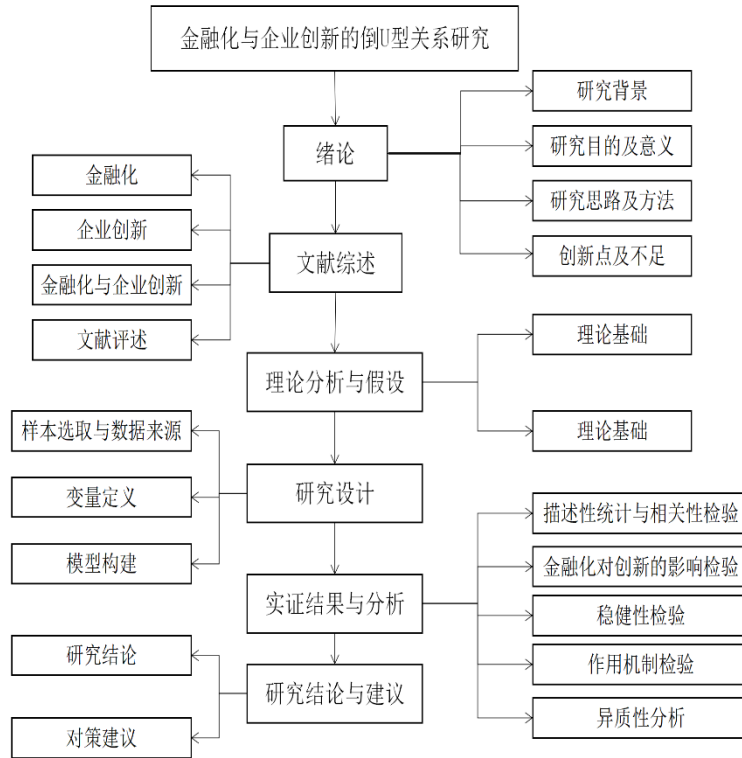 金融化与企业创新的倒U型关系研究
绪论
研究背景
研究目的及意义
研究思路及方法
创新点及不足
文献综述
金融化
企业创新
金融化与企业创新
文献评述
理论分析与假设
理论基础
理论基础
研究设计
样本选取与数据来源
变量定义
模型构建
实证结果与分析
描述性统计与相关性检验
金融化对创新的影响检验
稳健性检验
作用机制检验
异质性分析
研究结论与建议
研究结论
对策建议